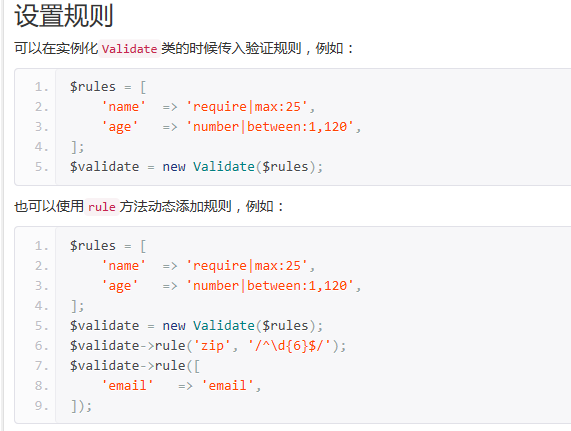 设置规则
可以在实例化 Validate 类的时候传入验证规则，例如：
1. $rules = [
2.     'name'  => 'require|max:25',
3.     'age'   => 'number|between:1,120',
4. ];
5. $validate = new Validate($rules);
也可以使用 rule 方法动态添加规则，例如：
1. $rules = [
2.     'name'  => 'require|max:25',
3.     'age'   => 'number|between:1,120',
4. ];
5. $validate = new Validate($rules);
6. $validate->rule('zip', '/^\d{6}$/');
7. $validate->rule([
8.     'email'   => 'email',
9. ]);